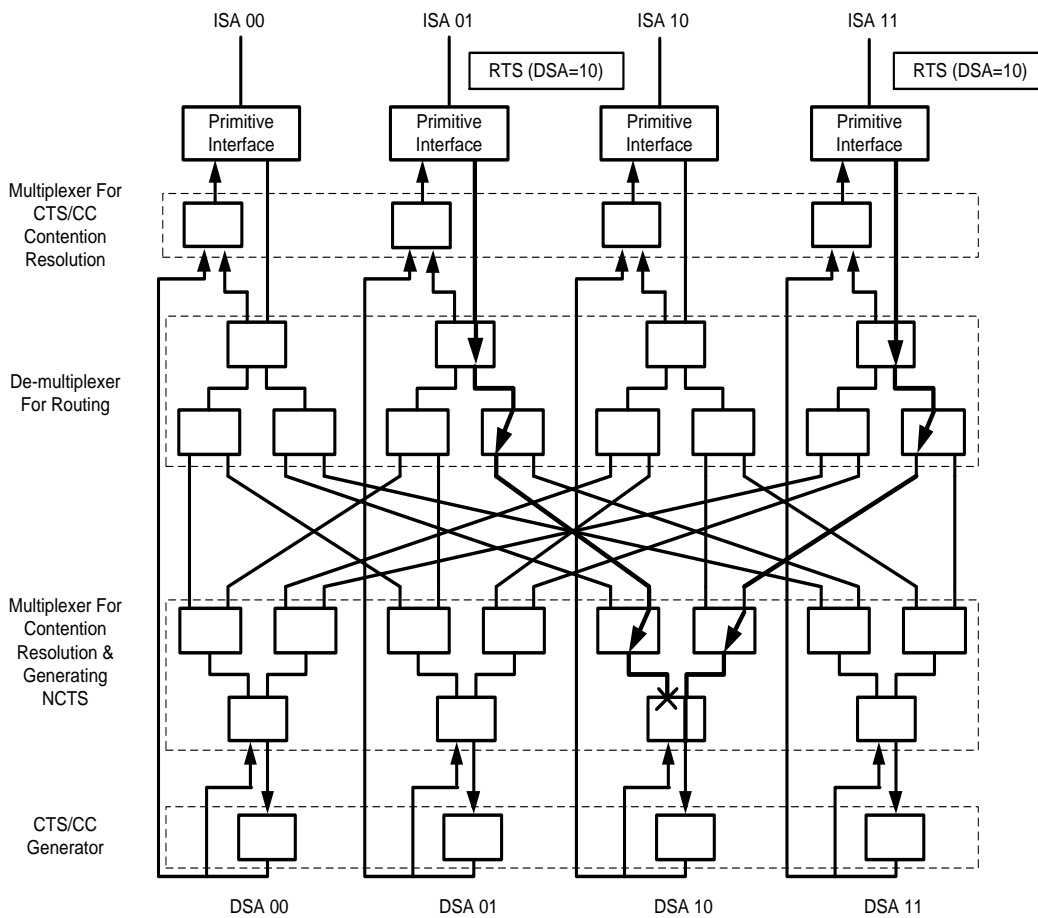 ISA 00
ISA 01
ISA 10
ISA 11
RTS (DSA=10)
RTS (DSA=10)
Primitive
Interface
Primitive
Interface
Primitive
Interface
Primitive
Interface
Multiplexer For
CTS/CC
Contention
Resolution
De-multiplexer
For Routing
Multiplexer For
Contention
Resolution &
Generating
NCTS
CTS/CC
Generator
DSA 00
DSA 01
DSA 10
DSA 11